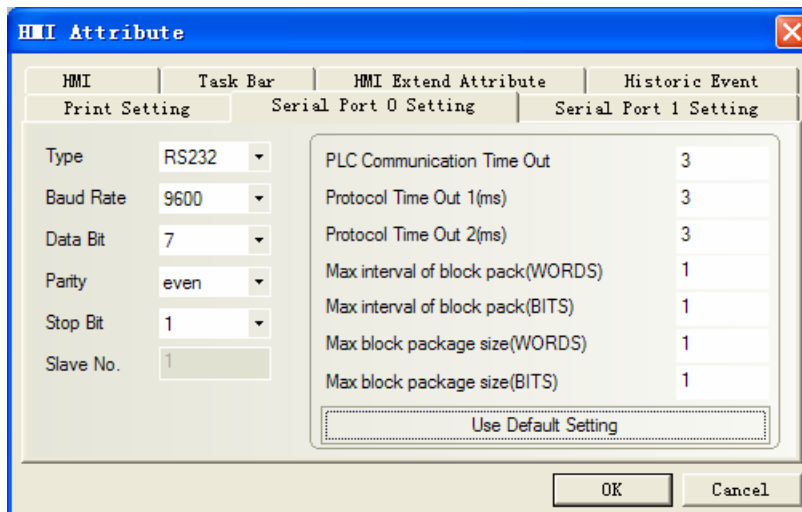 HMI Attribute
HMI Task Bar HMI Extend Attribute Historic Event
Print Setting Serial Port 0 Setting Serial Port 1 Setting
Type RS232
Baud Rate 9600
Data Bit 7
Parity even
Stop Bit 1
Slave No. 1
PLC Communication Time Out 3
Protocol Time Out 1(ms) 3
Protocol Time Out 2(ms) 3
Max interval of block pack(WORDS) 1
Max interval of block pack(BITS) 1
Max block package size(WORDS) 1
Max block package size(BITS) 1
Use Default Setting
OK Cancel